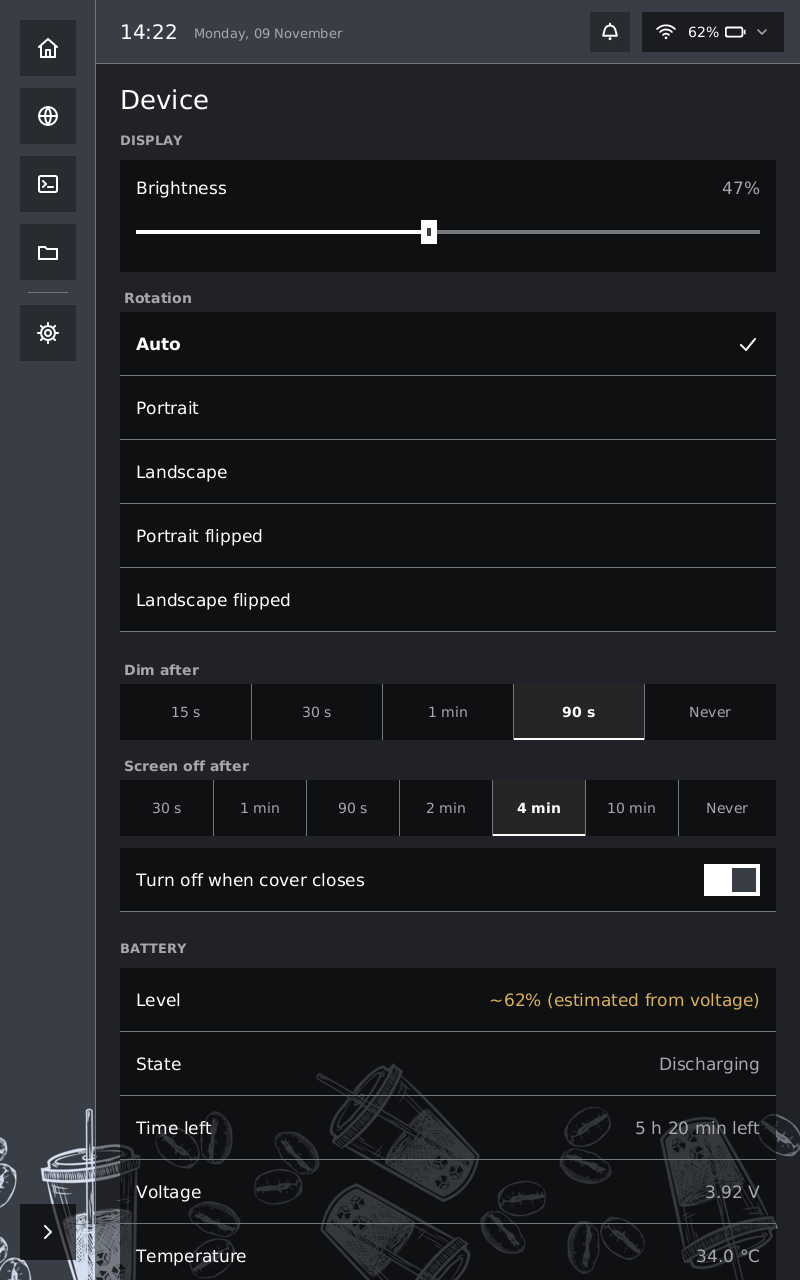 14:22 Monday, 09 November 62%
Device
DISPLAY
Brightness 47%
Rotation
Auto
Portrait
Landscape
Portrait flipped
Landscape flipped
Dim after
15 s 30 s 1 min 90 s Never
Screen off after
30 s 1 min 90 s 2 min 4 min 10 min Never
Turn off when cover closes
BATTERY
Level ~62% (estimated from voltage)
State Discharging
Time left 5 h 20 min left
Voltage 3.92 V
Temperature 34.0 °C